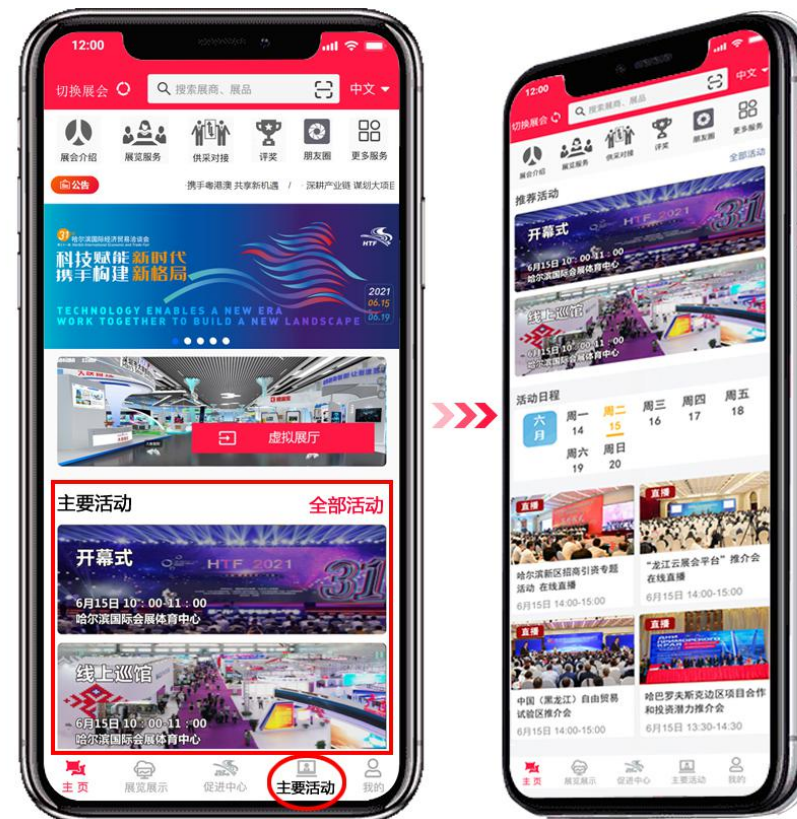 12:00
切换展会
搜索展商、展品
中文
展会介绍
展览服务
供采对接
评奖
朋友圈
更多服务
公告
·携手粤港澳 共享新机遇 / ·深耕产业链 谋划大项目
31
哈尔滨国际经济贸易洽谈会
HTF
科技赋能新时代
携手构建新格局
2021
06.15
06.19
TECHNOLOGY ENABLES A NEW ERA
WORK TOGETHER TO BUILD A NEW LANDSCAPE
虚拟展厅
主要活动
全部活动
开幕式
HTF 2021
31
6月15日 10:00-11:00
哈尔滨国际会展体育中心
线上巡馆
6月15日 10:00-11:00
哈尔滨国际会展体育中心
主页
展览展示
促进中心
主要活动
我的
12:00
切换展会
搜索展商、展品
中文
展会介绍
展览服务
供采对接
评奖
朋友圈
更多服务
推荐活动
全部活动
开幕式
HTF 2021
31
6月15日 10:00-11:00
哈尔滨国际会展体育中心
线上巡馆
6月15日 10:00-11:00
哈尔滨国际会展体育中心
活动日程
六月
周一 周二 周三 周四 周五
14 15 16 17 18
周六 周日
19 20
直播
直播
哈尔滨新区招商引资专题
活动 在线直播
6月15日 14:00-15:00
“龙江云展会平台”推介会
在线直播
6月15日 14:00-15:00
直播
直播
ДНИ
ПРИМОРСКОГО
КРАЯ
中国(黑龙江)自由贸易
试验区推介会
6月15日 14:00-15:00
哈巴罗夫斯克边区项目合作
和投资潜力推介会
6月15日 13:30-14:30
主页
展览展示
促进中心
主要活动
我的